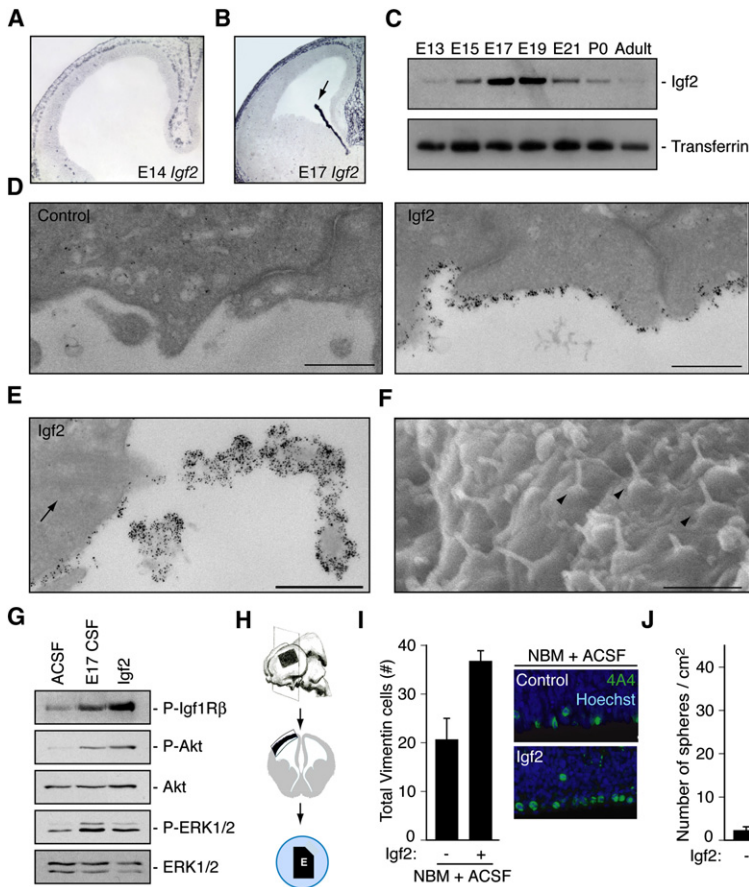 A
B
C
E14 Igf2
E17 Igf2
E13 E15 E17 E19 E21 P0 Adult
- Igf2
- Transferrin
D
Control
Igf2
E
Igf2
F
G
ACSF
E17 CSF
Igf2
- P-Igf1Rβ
- P-Akt
- Akt
- P-ERK1/2
- ERK1/2
H
E
I
Total Vimentin cells (#)
40
30
20
10
0
Igf2: - +
NBM + ACSF
NBM + ACSF
Control
4A4
Hoechst
Igf2
J
Number of spheres / cm2
40
30
20
10
0
Igf2: -